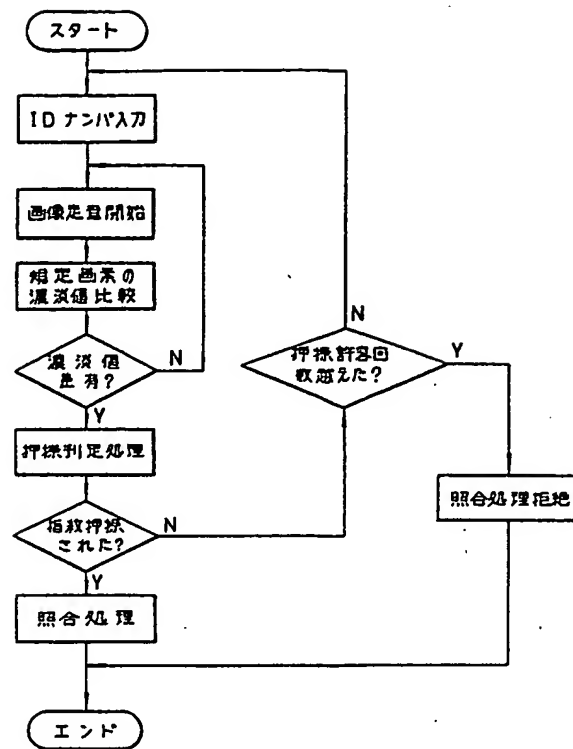 スタート
IDナンバ入力
画像走査開始
規定画素の
濃淡値比較
濃淡値
差有?
N
Y
押捺判定処理
指紋押捺
された?
N
Y
照合処理
エンド
N
押捺許容回
数越えた?
Y
照合処理拒絶